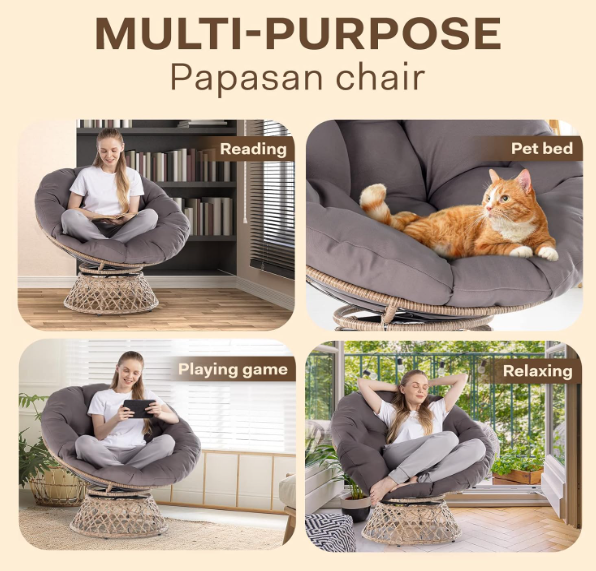 MULTI-PURPOSE
Papasan chair
Reading
Pet bed
Playing game
Relaxing